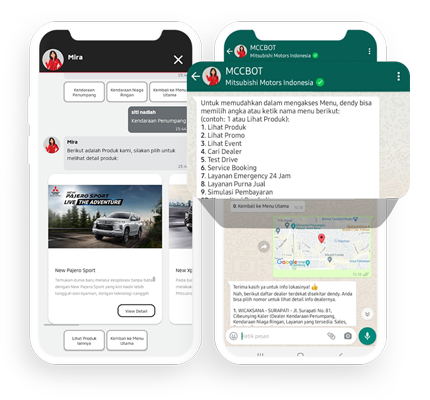 Mira
Kendaraan Penumpang
Kendaraan Niaga Ringan
Kembali ke Menu Utama
siti nadiah
Kendaraan Penumpang
Mira
Berikut adalah Produk kami, silakan pilih untuk
melihat detail produk:
PAJERO SPORT
LIVE THE ADVENTURE
New Pajero Sport
New Xp
View Detail
Lihat Produk lainnya
Kembali ke Menu Utama
MCCBOT
Mitsubishi Motors Indonesia
MCCBOT
Mitsubishi Motors Indonesia
Untuk memudahkan dalam mengakses Menu, dendy bisa
memilih angka atau ketik nama menu berikut:
(contoh: 1 atau Lihat Produk):
1. Lihat Produk
2. Lihat Promo
3. Lihat Event
4. Cari Dealer
5. Test Drive
6. Service Booking
7. Layanan Emergency 24 Jam
8. Layanan Purna Jual
9. Simulasi Pembayaran
0. Kembali ke Menu Utama
Google
Terima kasih ya untuk info lokasinya!
Nah, berikut daftar dealer terdekat disekitar dendy. Anda
bisa pilih nomor untuk lihat detail info dealernya.
1. WICAKSANA - SURAPATI - Jl. Surapati No. 81,
Cibeunying Kaler (Dealer Kendaraan Penumpang,
Kendaraan Niaga Ringan, Layanan yang tersedia: Sales,
Ketik pesan